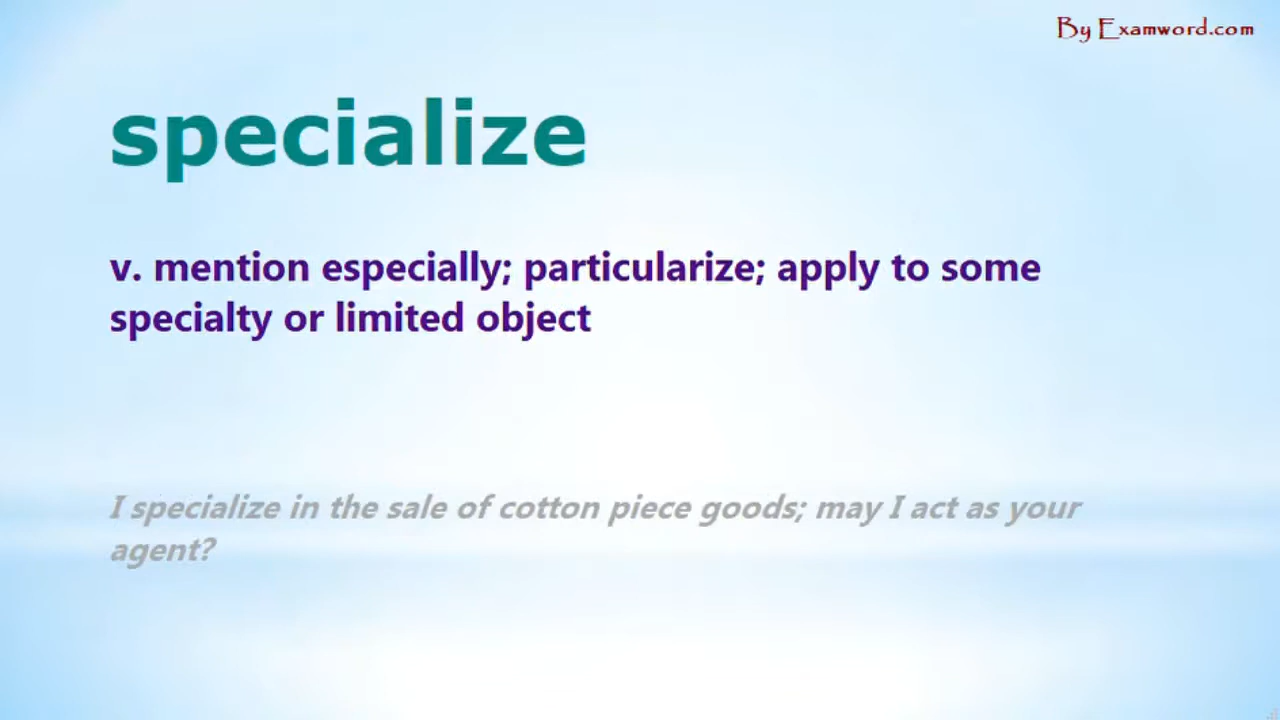 By Examword.com
specialize
v. mention especially; particularize; apply to some
specialty or limited object
I specialize in the sale of cotton piece goods; may I act as your
agent?